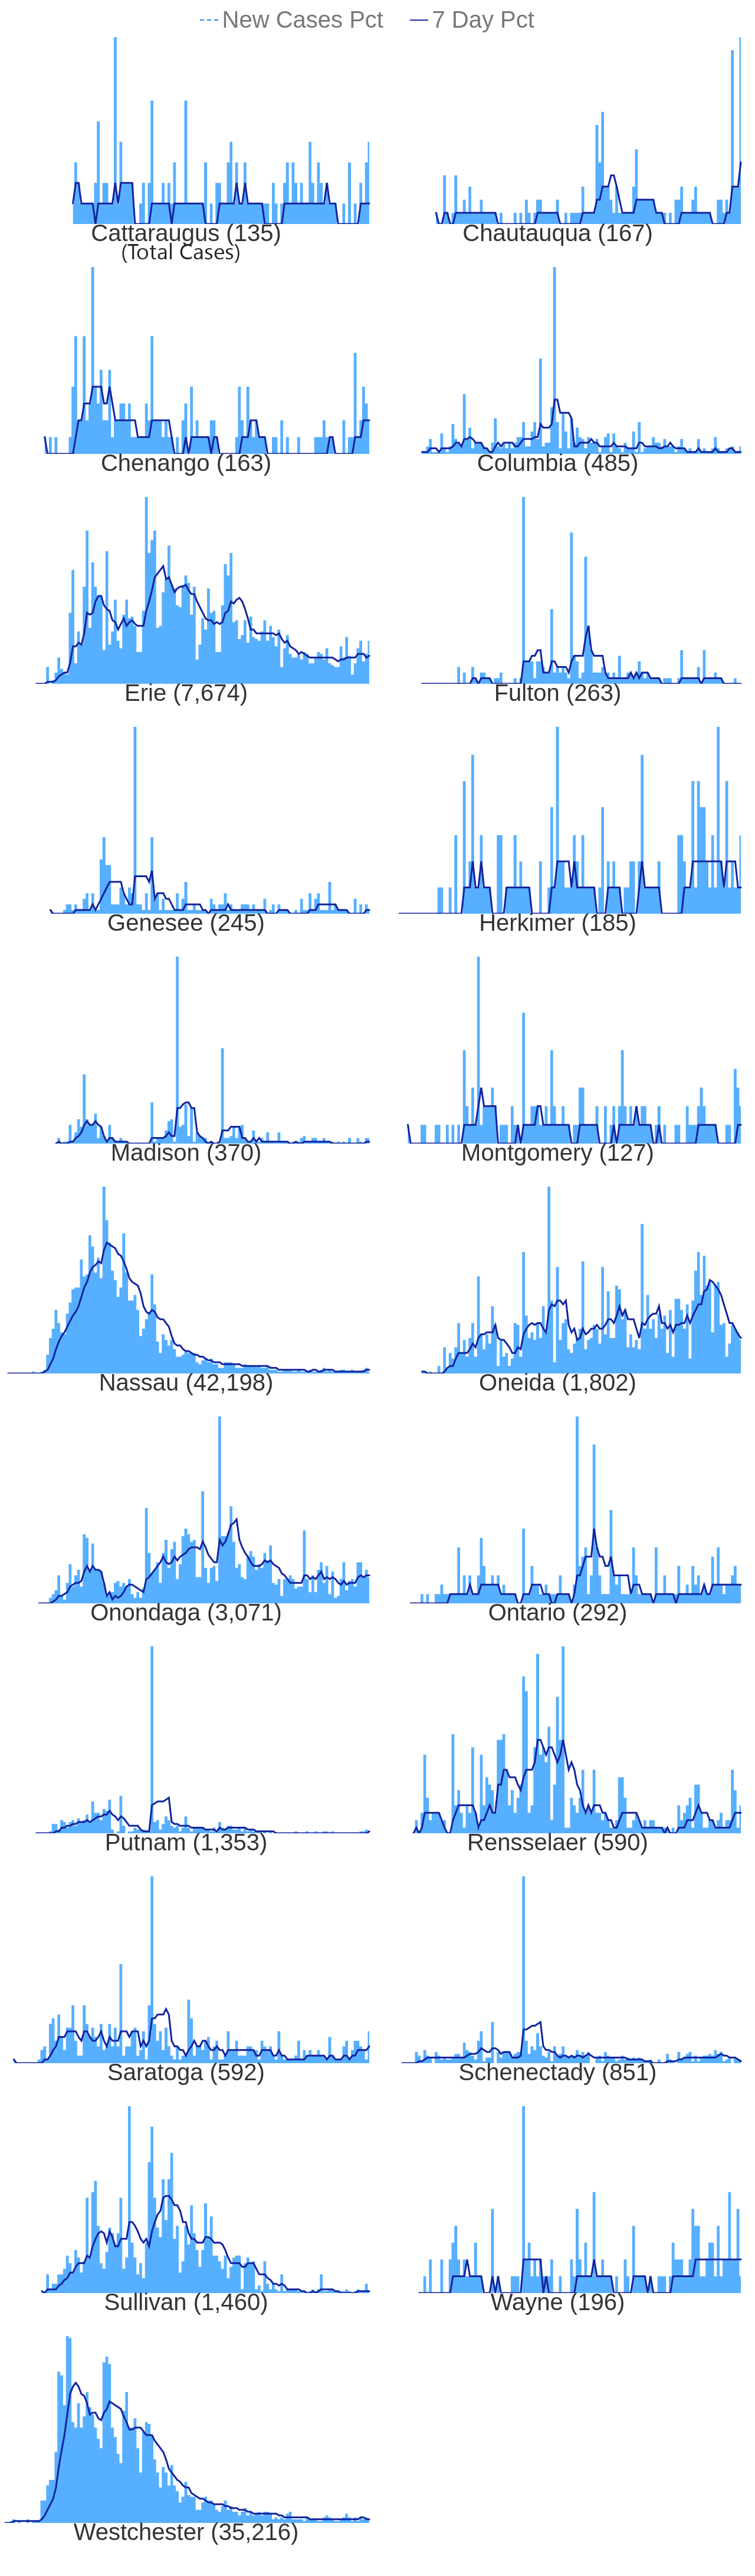 New Cases Pct 7 Day Pct
Cattaraugus (135) Chautauqua (167)
(Total Cases)
Chenango (163) Columbia (485)
Erie (7,674) Fulton (263)
Genesee (245) Herkimer (185)
Madison (370) Montgomery (127)
Nassau (42,198) Oneida (1,802)
Onondaga (3,071) Ontario (292)
Putnam (1,353) Rensselaer (590)
Saratoga (592) Schenectady (851)
Sullivan (1,460) Wayne (196)
Westchester (35,216)